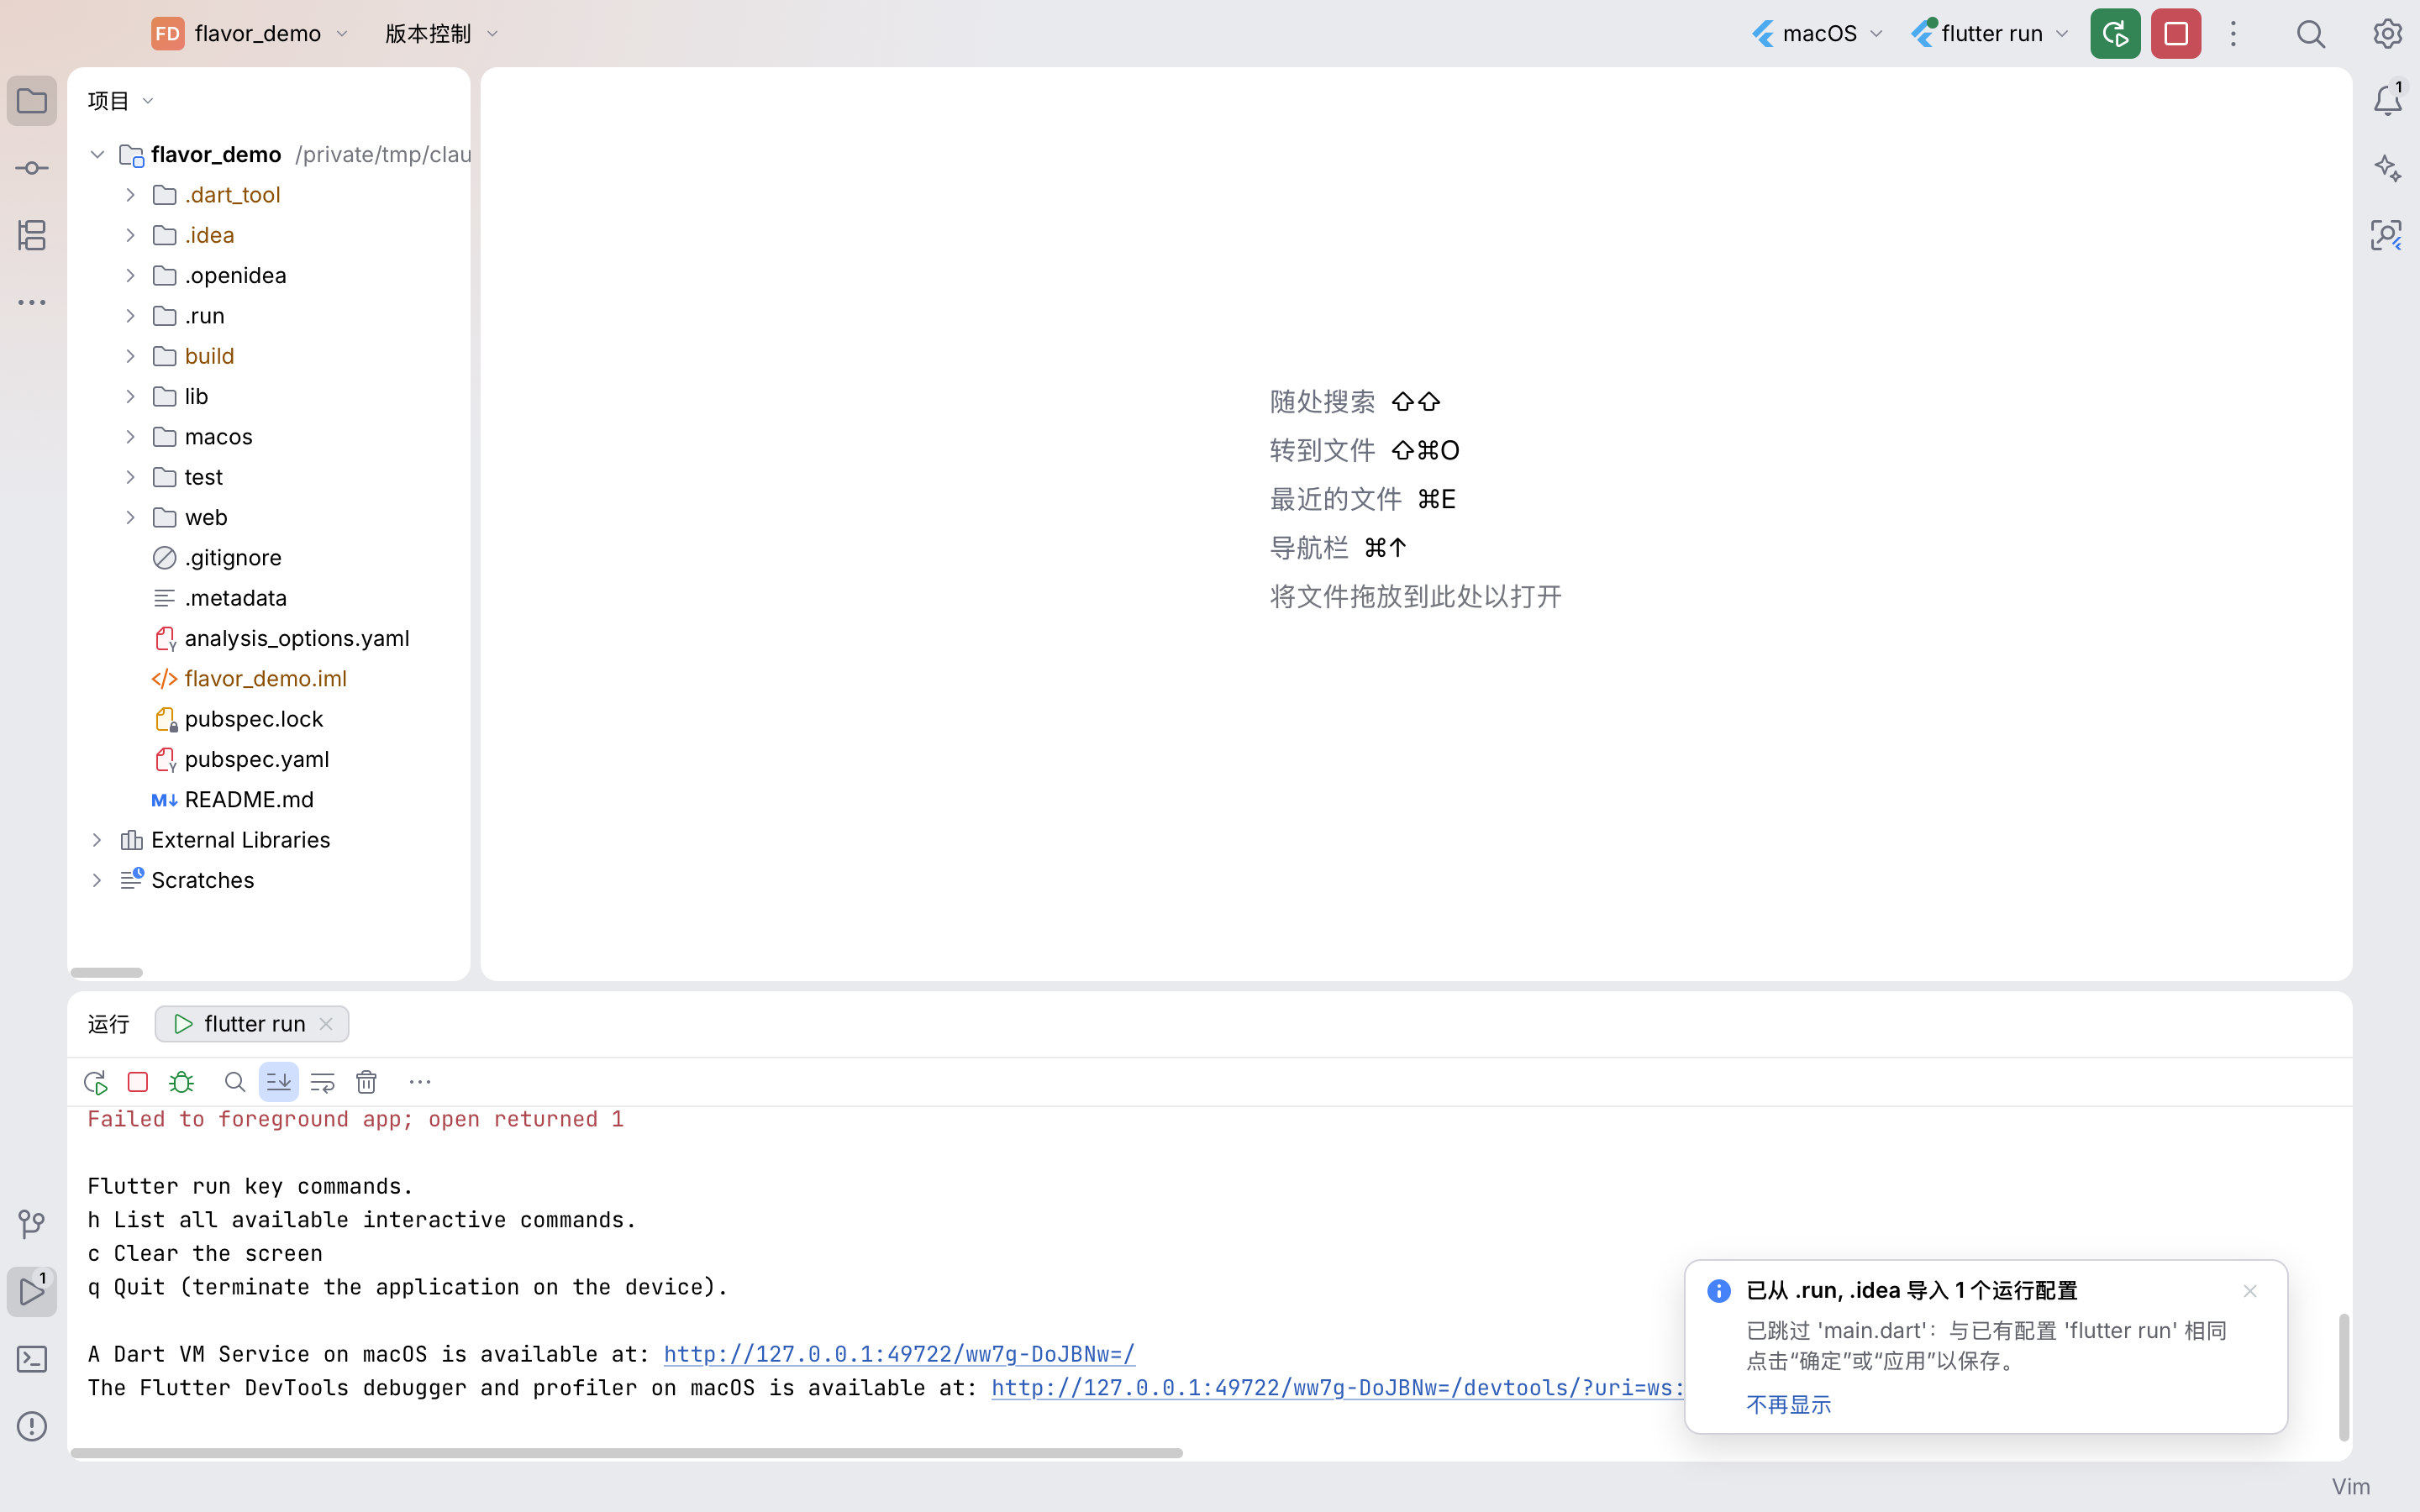 FD flavor_demo 版本控制 macOS flutter run
项目
1
flavor_demo /private/tmp/clau
.dart_tool
.idea
.openidea
.run
build
lib
macos
test
web
.gitignore
.metadata
analysis_options.yaml
flavor_demo.iml
pubspec.lock
pubspec.yaml
README.md
External Libraries
Scratches
随处搜索 ⇧⇧
转到文件 ⇧⌘O
最近的文件 ⌘E
导航栏 ⌘↑
将文件拖放到此处以打开
运行 flutter run
Failed to foreground app; open returned 1
Flutter run key commands.
h List all available interactive commands.
c Clear the screen
q Quit (terminate the application on the device).
A Dart VM Service on macOS is available at: http://127.0.0.1:49722/ww7g-DoJBNw=/
The Flutter DevTools debugger and profiler on macOS is available at: http://127.0.0.1:49722/ww7g-DoJBNw=/devtools/?uri=ws:
1
已从 .run, .idea 导入 1 个运行配置
已跳过 'main.dart'：与已有配置 'flutter run' 相同
点击“确定”或“应用”以保存。
不再显示
Vim